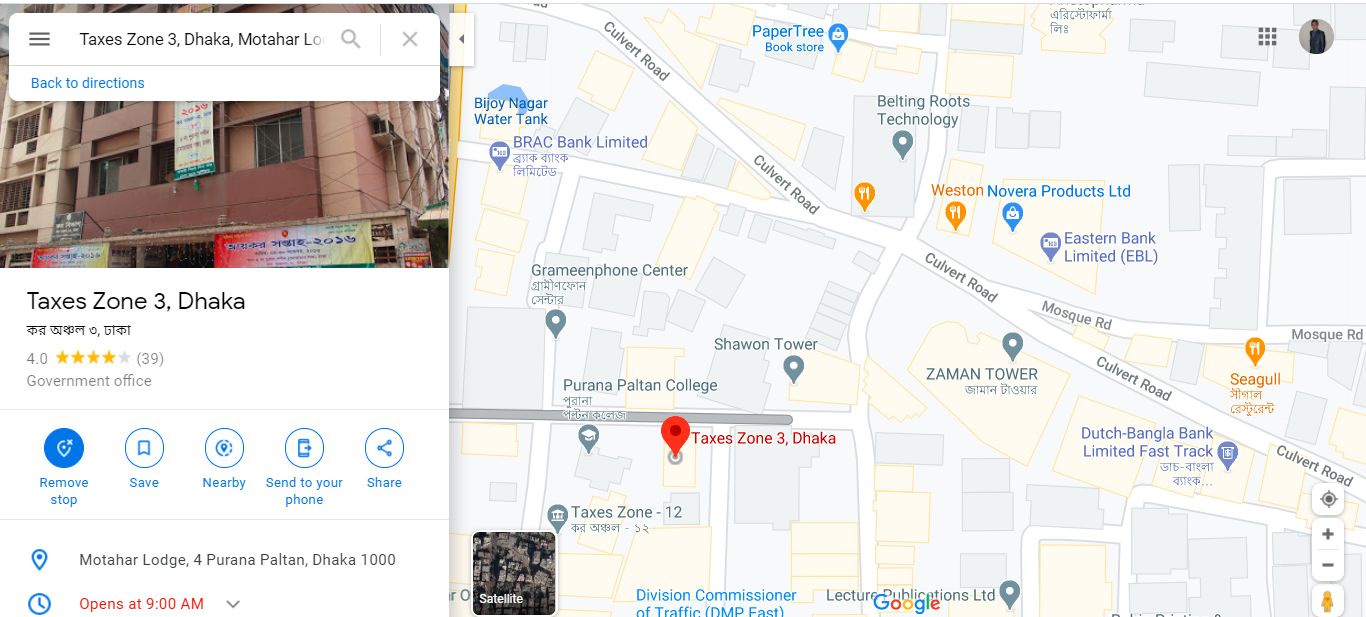 Taxes Zone 3, Dhaka, Motahar Lo
Back to directions
২০১৬
আয়কর সপ্তাহ-২০১৬
Taxes Zone 3, Dhaka
কর অঞ্চল ৩, ঢাকা
4.0 (39)
Government office
Remove stop
Save
Nearby
Send to your phone
Share
Motahar Lodge, 4 Purana Paltan, Dhaka 1000
Opens at 9:00 AM
PaperTree
Book store
এরিস্টোফার্মা
লিঃ
Culvert Road
Bijoy Nagar
Water Tank
BRAC Bank Limited
ব্র্যাক ব্যাংক
লিমিটেড
Belting Roots
Technology
Culvert Road
Weston
Novera Products Ltd
Eastern Bank
Limited (EBL)
Grameenphone Center
গ্রামীণফোন
সেন্টার
Culvert Road
Mosque Rd
Mosque Rd
Shawon Tower
ZAMAN TOWER
জামান টাওয়ার
Culvert Road
Seagull
সীগাল
রেস্টুরেন্ট
Purana Paltan College
পুরানা
পল্টন কলেজ
Taxes Zone 3, Dhaka
Dutch-Bangla Bank
Limited Fast Track
ডাচ-বাংলা
ব্যাংক...
Culvert Road
Taxes Zone - 12
কর অঞ্চল - ১২
Satellite
Division Commissioner
of Traffic (DMP East)
Lecture Publications Ltd
Google